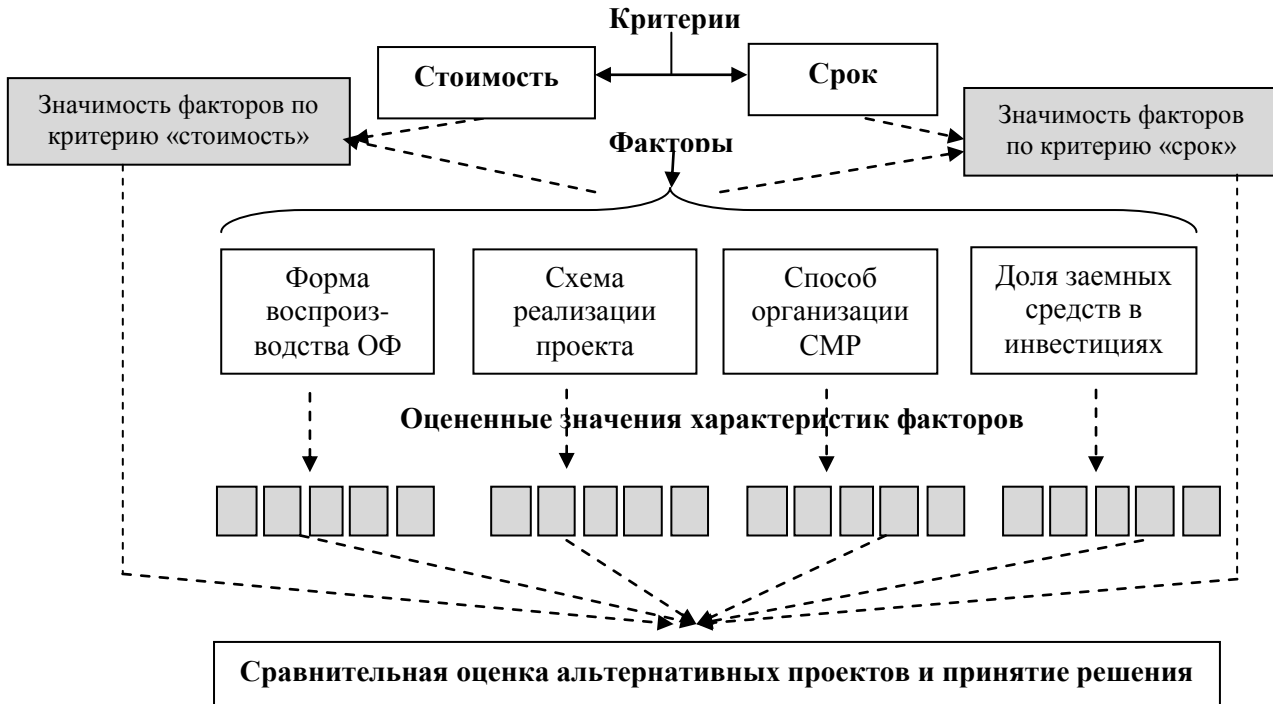 Критерии
Стоимость
Срок
Значимость факторов по
критерию «стоимость»
Значимость факторов
по критерию «срок»
Факторы
Форма
воспроиз-
водства ОФ
Схема
реализации
проекта
Способ
организации
СМР
Доля заемных
средств в
инвестициях
Оцененные значения характеристик факторов
Сравнительная оценка альтернативных проектов и принятие решения